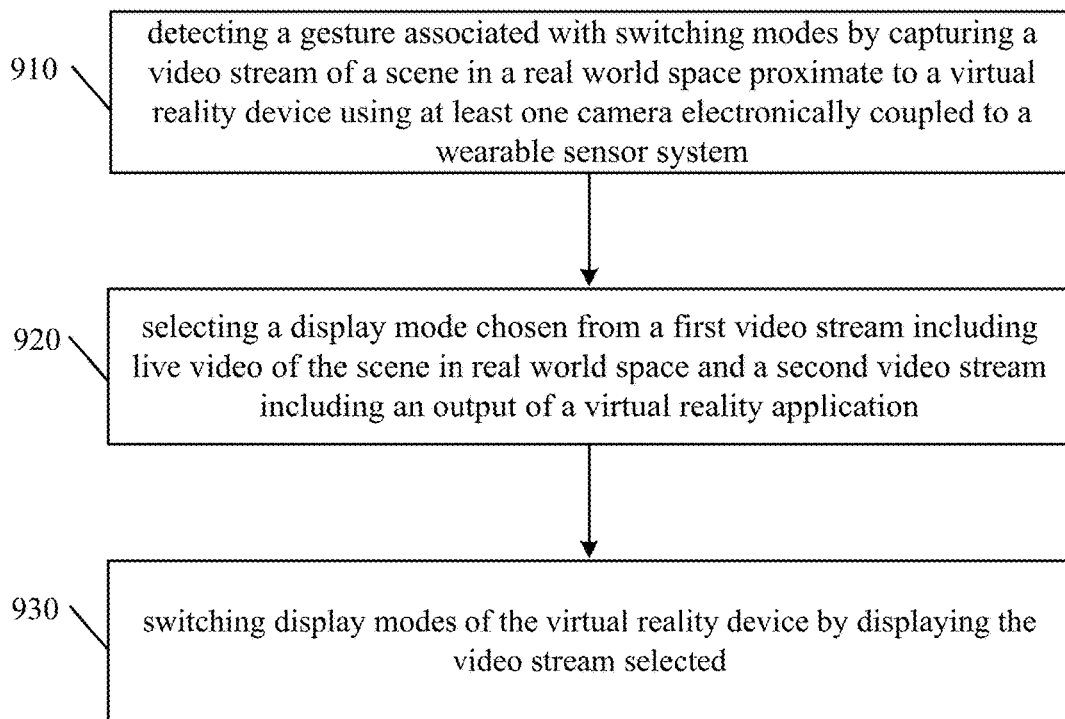 910
detecting a gesture associated with switching modes by capturing a
video stream of a scene in a real world space proximate to a virtual
reality device using at least one camera electronically coupled to a
wearable sensor system
920
selecting a display mode chosen from a first video stream including
live video of the scene in real world space and a second video stream
including an output of a virtual reality application
930
switching display modes of the virtual reality device by displaying the
video stream selected